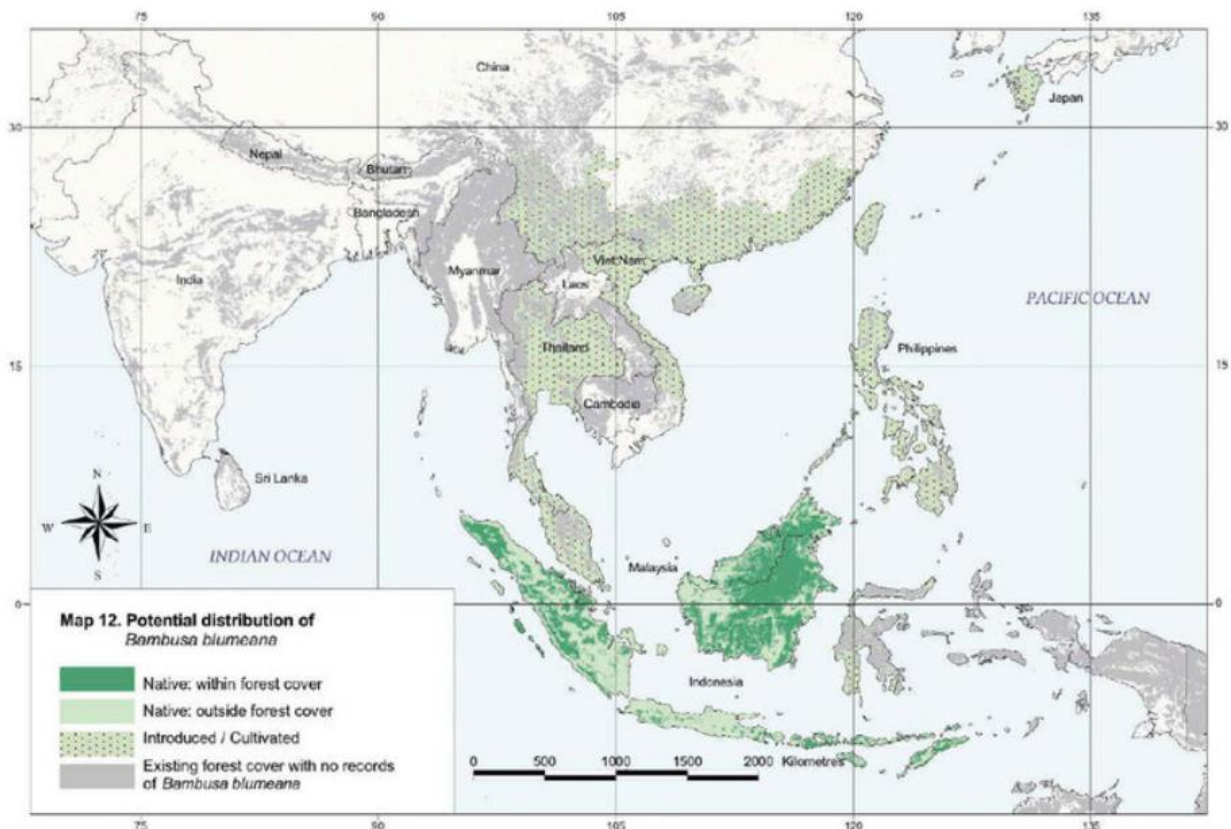 75 90 105 120 135
China
Japan
30 30
Nepal
Bhutan
Bangladesh
India
Myanmar
Viet Nam
Laos
PACIFIC OCEAN
Thailand
Philippines
15 15
Cambodia
Sri Lanka
N
W E
S
INDIAN OCEAN
Malaysia
0 0
Map 12. Potential distribution of
Bambusa blumeana
Native: within forest cover
Indonesia
Native: outside forest cover
Introduced / Cultivated
0 500 1000 1500 2000 Kilometres
Existing forest cover with no records
of Bambusa blumeana
75 90 105 120 135